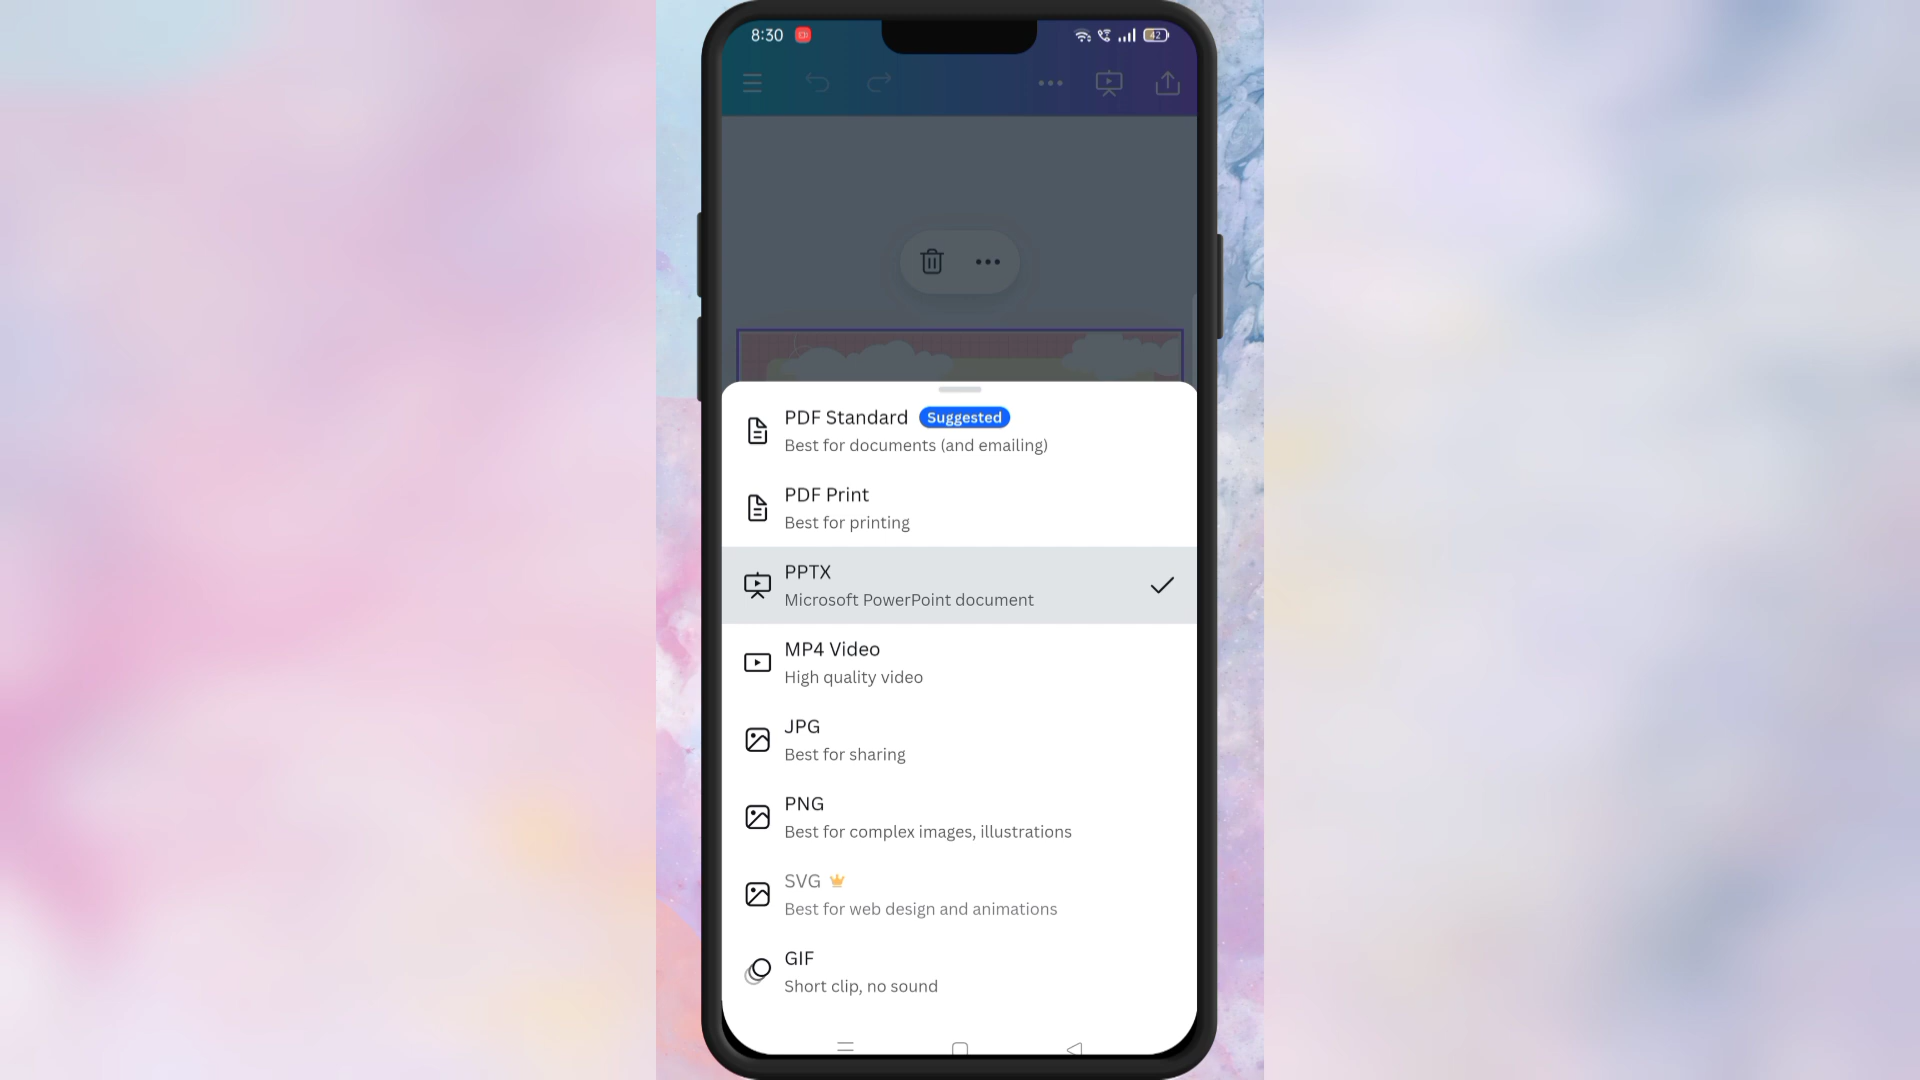 8:30
42
PDF Standard Suggested
Best for documents (and emailing)
PDF Print
Best for printing
PPTX
Microsoft PowerPoint document
MP4 Video
High quality video
JPG
Best for sharing
PNG
Best for complex images, illustrations
SVG
Best for web design and animations
GIF
Short clip, no sound